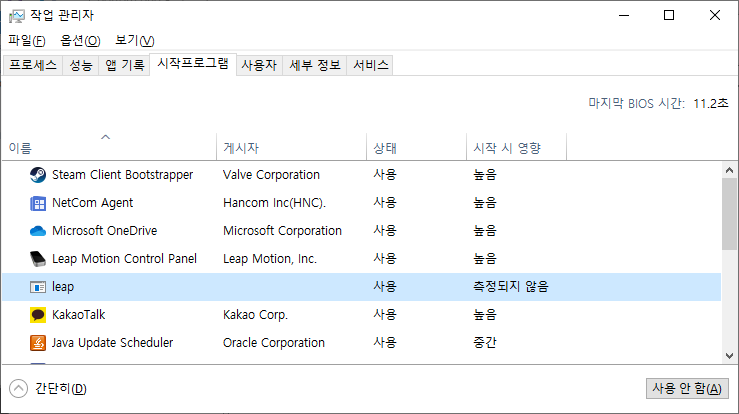 작업 관리자
파일(F) 옵션(O) 보기(V)
프로세스 성능 앱 기록 시작프로그램 사용자 세부 정보 서비스
마지막 BIOS 시간: 11.2초
이름 게시자 상태 시작 시 영향
Steam Client Bootstrapper Valve Corporation 사용 높음
NetCom Agent Hancom Inc(HNC). 사용 높음
Microsoft OneDrive Microsoft Corporation 사용 높음
Leap Motion Control Panel Leap Motion, Inc. 사용 높음
leap 사용 측정되지 않음
KakaoTalk Kakao Corp. 사용 높음
Java Update Scheduler Oracle Corporation 사용 중간
간단히(D) 사용 안 함(A)